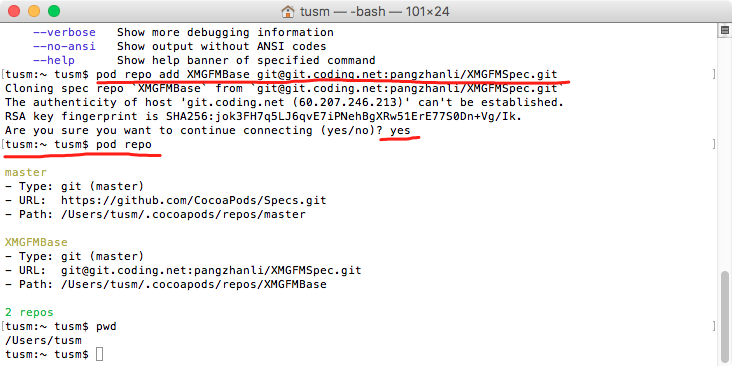 tusm — -bash — 101×24
--verbose   Show more debugging information
--no-ansi   Show output without ANSI codes
--help      Show help banner of specified command
[tusm:~ tusm$ pod repo add XMGFMBase git@git.coding.net:pangzhanli/XMGFMSpec.git ]
Cloning spec repo `XMGFMBase` from `git@git.coding.net:pangzhanli/XMGFMSpec.git`
The authenticity of host 'git.coding.net (60.207.246.213)' can't be established.
RSA key fingerprint is SHA256:jok3FH7q5LJ6qvE7iPNehBgXRw51ErE77S0Dn+Vg/Ik.
Are you sure you want to continue connecting (yes/no)? yes
[tusm:~ tusm$ pod repo ]
master
- Type: git (master)
- URL:  https://github.com/CocoaPods/Specs.git
- Path: /Users/tusm/.cocoapods/repos/master
XMGFMBase
- Type: git (master)
- URL:  git@git.coding.net:pangzhanli/XMGFMSpec.git
- Path: /Users/tusm/.cocoapods/repos/XMGFMBase
2 repos
[tusm:~ tusm$ pwd ]
/Users/tusm
tusm:~ tusm$